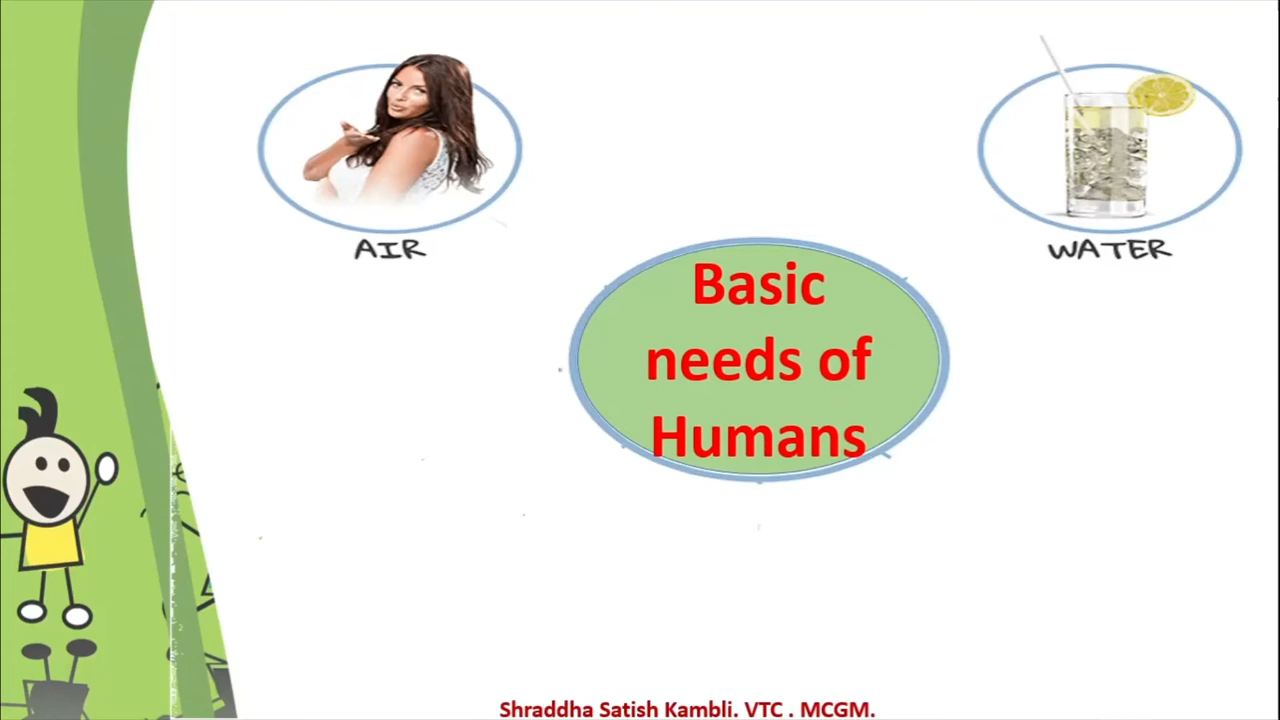 AIR
WATER
Basic
needs of
Humans
Shraddha Satish Kambli. VTC . MCGM.